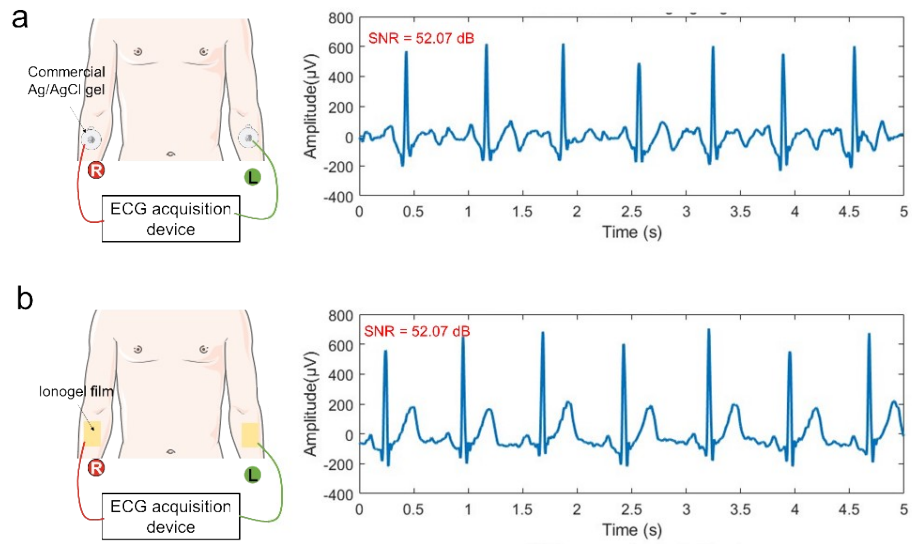 a
Commercial
Ag/AgCl gel
R
L
ECG acquisition
device
SNR = 52.07 dB
Amplitude(μV)
800
600
400
200
0
-200
-400
0 0.5 1 1.5 2 2.5 3 3.5 4 4.5 5
Time (s)
b
Ionogel film
R
L
ECG acquisition
device
SNR = 52.07 dB
Amplitude(μV)
800
600
400
200
0
-200
-400
0 0.5 1 1.5 2 2.5 3 3.5 4 4.5 5
Time (s)